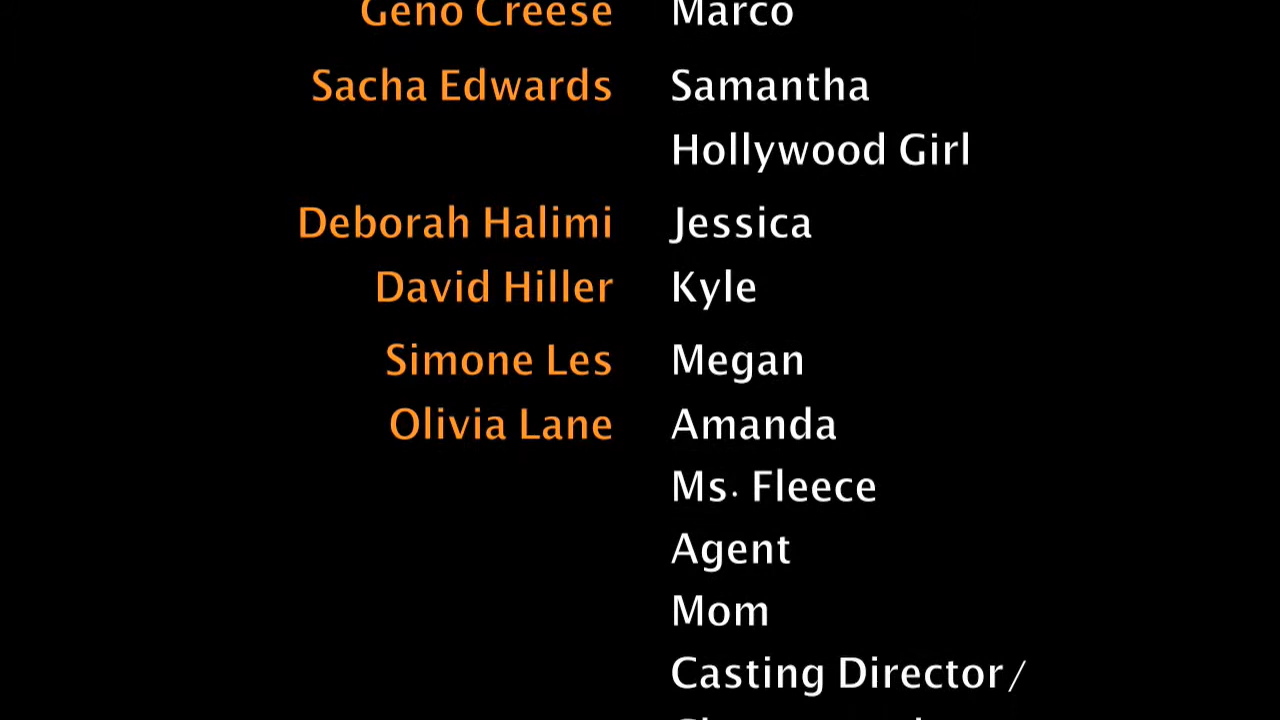 Geno Creese Marco
Sacha Edwards Samantha
Hollywood Girl
Deborah Halimi Jessica
David Hiller Kyle
Simone Les Megan
Olivia Lane Amanda
Ms. Fleece
Agent
Mom
Casting Director/